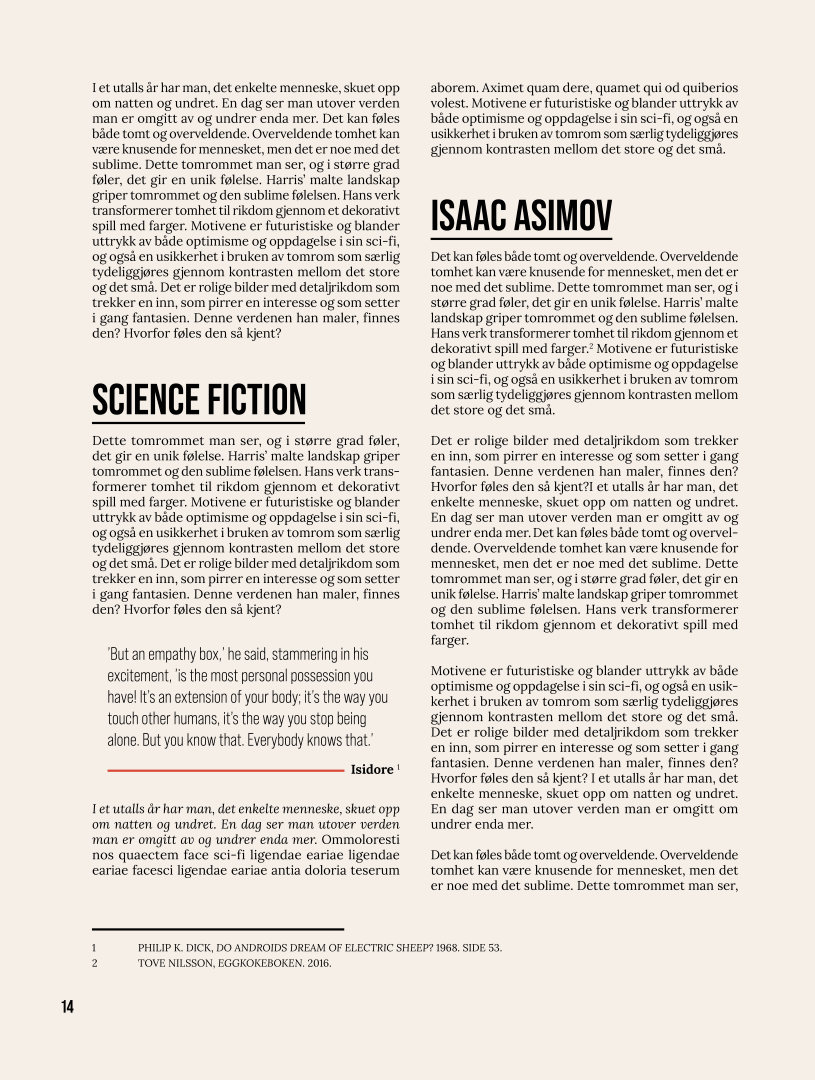 I et utalls år har man, det enkelte menneske, skuet opp
om natten og undret. En dag ser man utover verden
man er omgitt av og undrer enda mer. Det kan føles
både tomt og overveldende. Overveldende tomhet kan
være knusende for mennesket, men det er noe med det
sublime. Dette tomrommet man ser, og i større grad
føler, det gir en unik følelse. Harris’ malte landskap
griper tomrommet og den sublime følelsen. Hans verk
transformerer tomhet til rikdom gjennom et dekorativt
spill med farger. Motivene er futuristiske og blander
uttrykk av både optimisme og oppdagelse i sin sci-fi,
og også en usikkerhet i bruken av tomrom som særlig
tydeliggjøres gjennom kontrasten mellom det store
og det små. Det er rolige bilder med detaljrikdom som
trekker en inn, som pirrer en interesse og som setter
i gang fantasien. Denne verdenen han maler, finnes
den? Hvorfor føles den så kjent?
SCIENCE FICTION
Dette tomrommet man ser, og i større grad føler,
det gir en unik følelse. Harris’ malte landskap griper
tomrommet og den sublime følelsen. Hans verk trans-
formerer tomhet til rikdom gjennom et dekorativt
spill med farger. Motivene er futuristiske og blander
uttrykk av både optimisme og oppdagelse i sin sci-fi,
og også en usikkerhet i bruken av tomrom som særlig
tydeliggjøres gjennom kontrasten mellom det store
og det små. Det er rolige bilder med detaljrikdom som
trekker en inn, som pirrer en interesse og som setter
i gang fantasien. Denne verdenen han maler, finnes
den? Hvorfor føles den så kjent?
‘But an empathy box,’ he said, stammering in his
excitement, ‘is the most personal possession you
have! It’s an extension of your body; it’s the way you
touch other humans, it’s the way you stop being
alone. But you know that. Everybody knows that.’
Isidore 1
I et utalls år har man, det enkelte menneske, skuet opp
om natten og undret. En dag ser man utover verden
man er omgitt av og undrer enda mer. Ommoloresti
nos quaectem face sci-fi ligendae eariae ligendae
eariae facesci ligendae eariae antia doloria teserum
aborem. Aximet quam dere, quamet qui od quiberios
volest. Motivene er futuristiske og blander uttrykk av
både optimisme og oppdagelse i sin sci-fi, og også en
usikkerhet i bruken av tomrom som særlig tydeliggjøres
gjennom kontrasten mellom det store og det små.
ISAAC ASIMOV
Det kan føles både tomt og overveldende. Overveldende
tomhet kan være knusende for mennesket, men det er
noe med det sublime. Dette tomrommet man ser, og i
større grad føler, det gir en unik følelse. Harris’ malte
landskap griper tomrommet og den sublime følelsen.
Hans verk transformerer tomhet til rikdom gjennom et
dekorativt spill med farger.2 Motivene er futuristiske
og blander uttrykk av både optimisme og oppdagelse
i sin sci-fi, og også en usikkerhet i bruken av tomrom
som særlig tydeliggjøres gjennom kontrasten mellom
det store og det små.
Det er rolige bilder med detaljrikdom som trekker
en inn, som pirrer en interesse og som setter i gang
fantasien. Denne verdenen han maler, finnes den?
Hvorfor føles den så kjent?I et utalls år har man, det
enkelte menneske, skuet opp om natten og undret.
En dag ser man utover verden man er omgitt av og
undrer enda mer. Det kan føles både tomt og overvel-
dende. Overveldende tomhet kan være knusende for
mennesket, men det er noe med det sublime. Dette
tomrommet man ser, og i større grad føler, det gir en
unik følelse. Harris’ malte landskap griper tomrommet
og den sublime følelsen. Hans verk transformerer
tomhet til rikdom gjennom et dekorativt spill med
farger.
Motivene er futuristiske og blander uttrykk av både
optimisme og oppdagelse i sin sci-fi, og også en usik-
kerhet i bruken av tomrom som særlig tydeliggjøres
gjennom kontrasten mellom det store og det små.
Det er rolige bilder med detaljrikdom som trekker
en inn, som pirrer en interesse og som setter i gang
fantasien. Denne verdenen han maler, finnes den?
Hvorfor føles den så kjent? I et utalls år har man, det
enkelte menneske, skuet opp om natten og undret.
En dag ser man utover verden man er omgitt om
undrer enda mer.
Det kan føles både tomt og overveldende. Overveldende
tomhet kan være knusende for mennesket, men det
er noe med det sublime. Dette tomrommet man ser,
1 PHILIP K. DICK, DO ANDROIDS DREAM OF ELECTRIC SHEEP? 1968. SIDE 53.
2 TOVE NILSSON, EGGKOKEBOKEN. 2016.
14